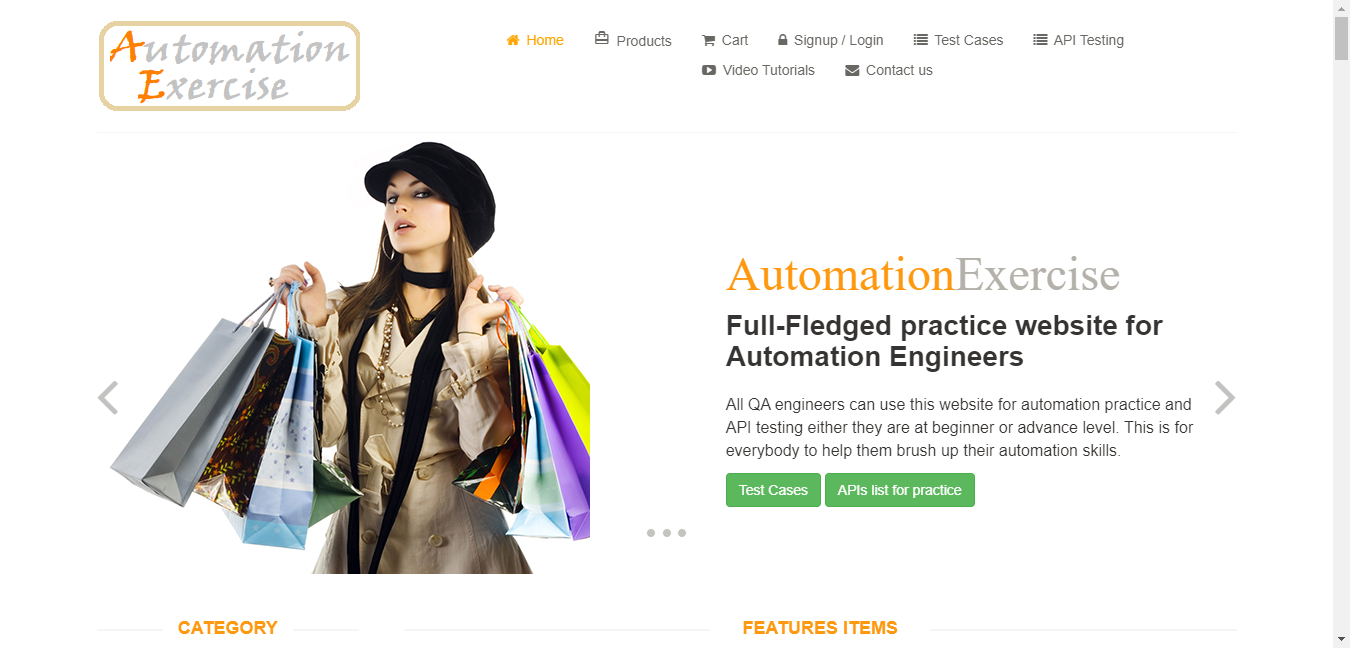 Automation
Exercise
Home Products Cart Signup / Login Test Cases API Testing
Video Tutorials Contact us
AutomationExercise
Full-Fledged practice website for
Automation Engineers
All QA engineers can use this website for automation practice and
API testing either they are at beginner or advance level. This is for
everybody to help them brush up their automation skills.
Test Cases APIs list for practice
CATEGORY FEATURES ITEMS